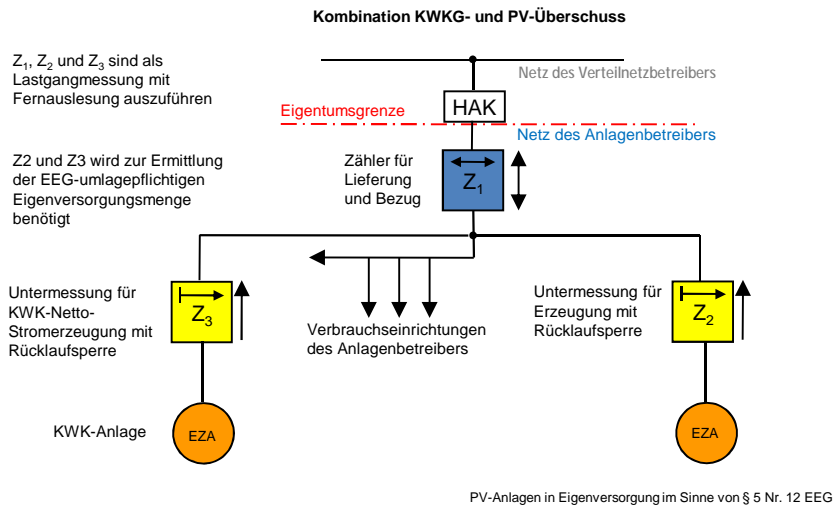 Kombination KWKG- und PV-Überschuss
Z1, Z2 und Z3 sind als
Lastgangmessung mit
Fernauslesung auszuführen
Netz des Verteilnetzbetreibers
HAK
Eigentumsgrenze
Netz des Anlagenbetreibers
Z2 und Z3 wird zur Ermittlung
der EEG-umlagepflichtigen
Eigenversorgungsmenge
benötigt
Zähler für
Lieferung
und Bezug
Z1
Untermessung für
KWK-Netto-
Stromerzeugung mit
Rücklaufsperre
Z3
Verbrauchseinrichtungen
des Anlagenbetreibers
Untermessung für
Erzeugung mit
Rücklaufsperre
Z2
KWK-Anlage
EZA
EZA
PV-Anlagen in Eigenversorgung im Sinne von § 5 Nr. 12 EEG